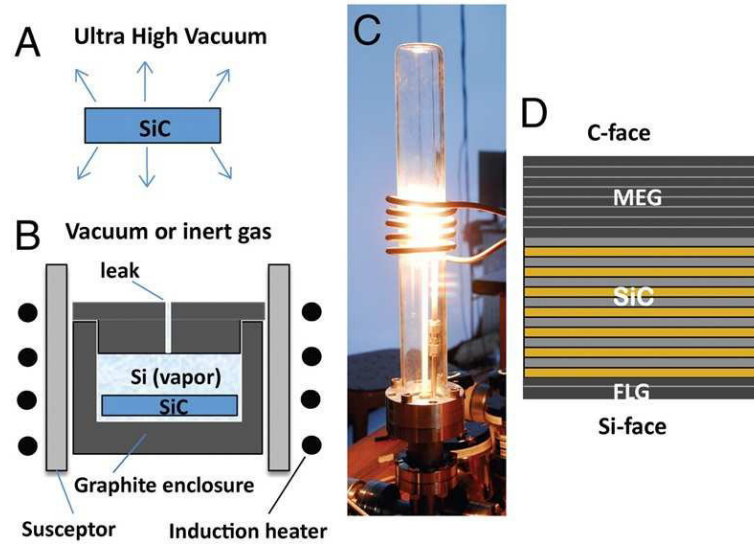 A
Ultra High Vacuum
SiC
B
Vacuum or inert gas
leak
Si (vapor)
SiC
Graphite enclosure
Susceptor
Induction heater
C
D
C-face
MEG
SiC
FLG
Si-face